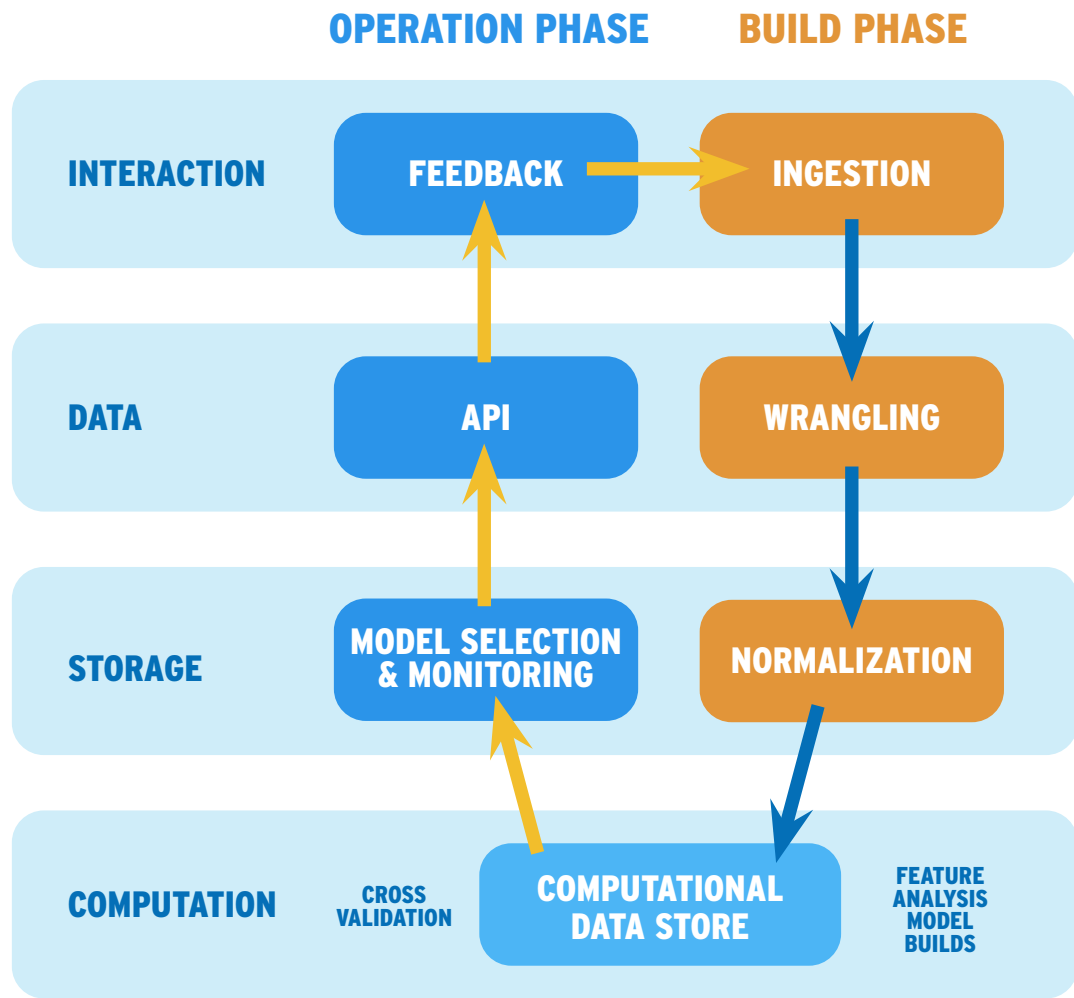 OPERATION PHASE
BUILD PHASE
INTERACTION
FEEDBACK
INGESTION
DATA
API
WRANGLING
STORAGE
MODEL SELECTION
& MONITORING
NORMALIZATION
COMPUTATION
CROSS
VALIDATION
COMPUTATIONAL
DATA STORE
FEATURE
ANALYSIS
MODEL
BUILDS